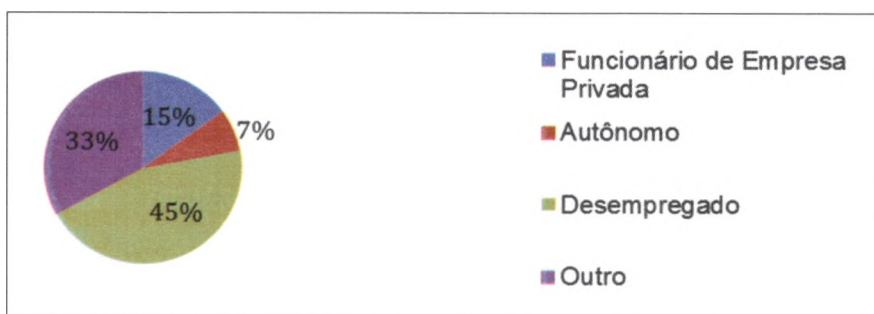 15%
7%
33%
45%
Funcionário de Empresa
Privada
Autônomo
Desempregado
Outro